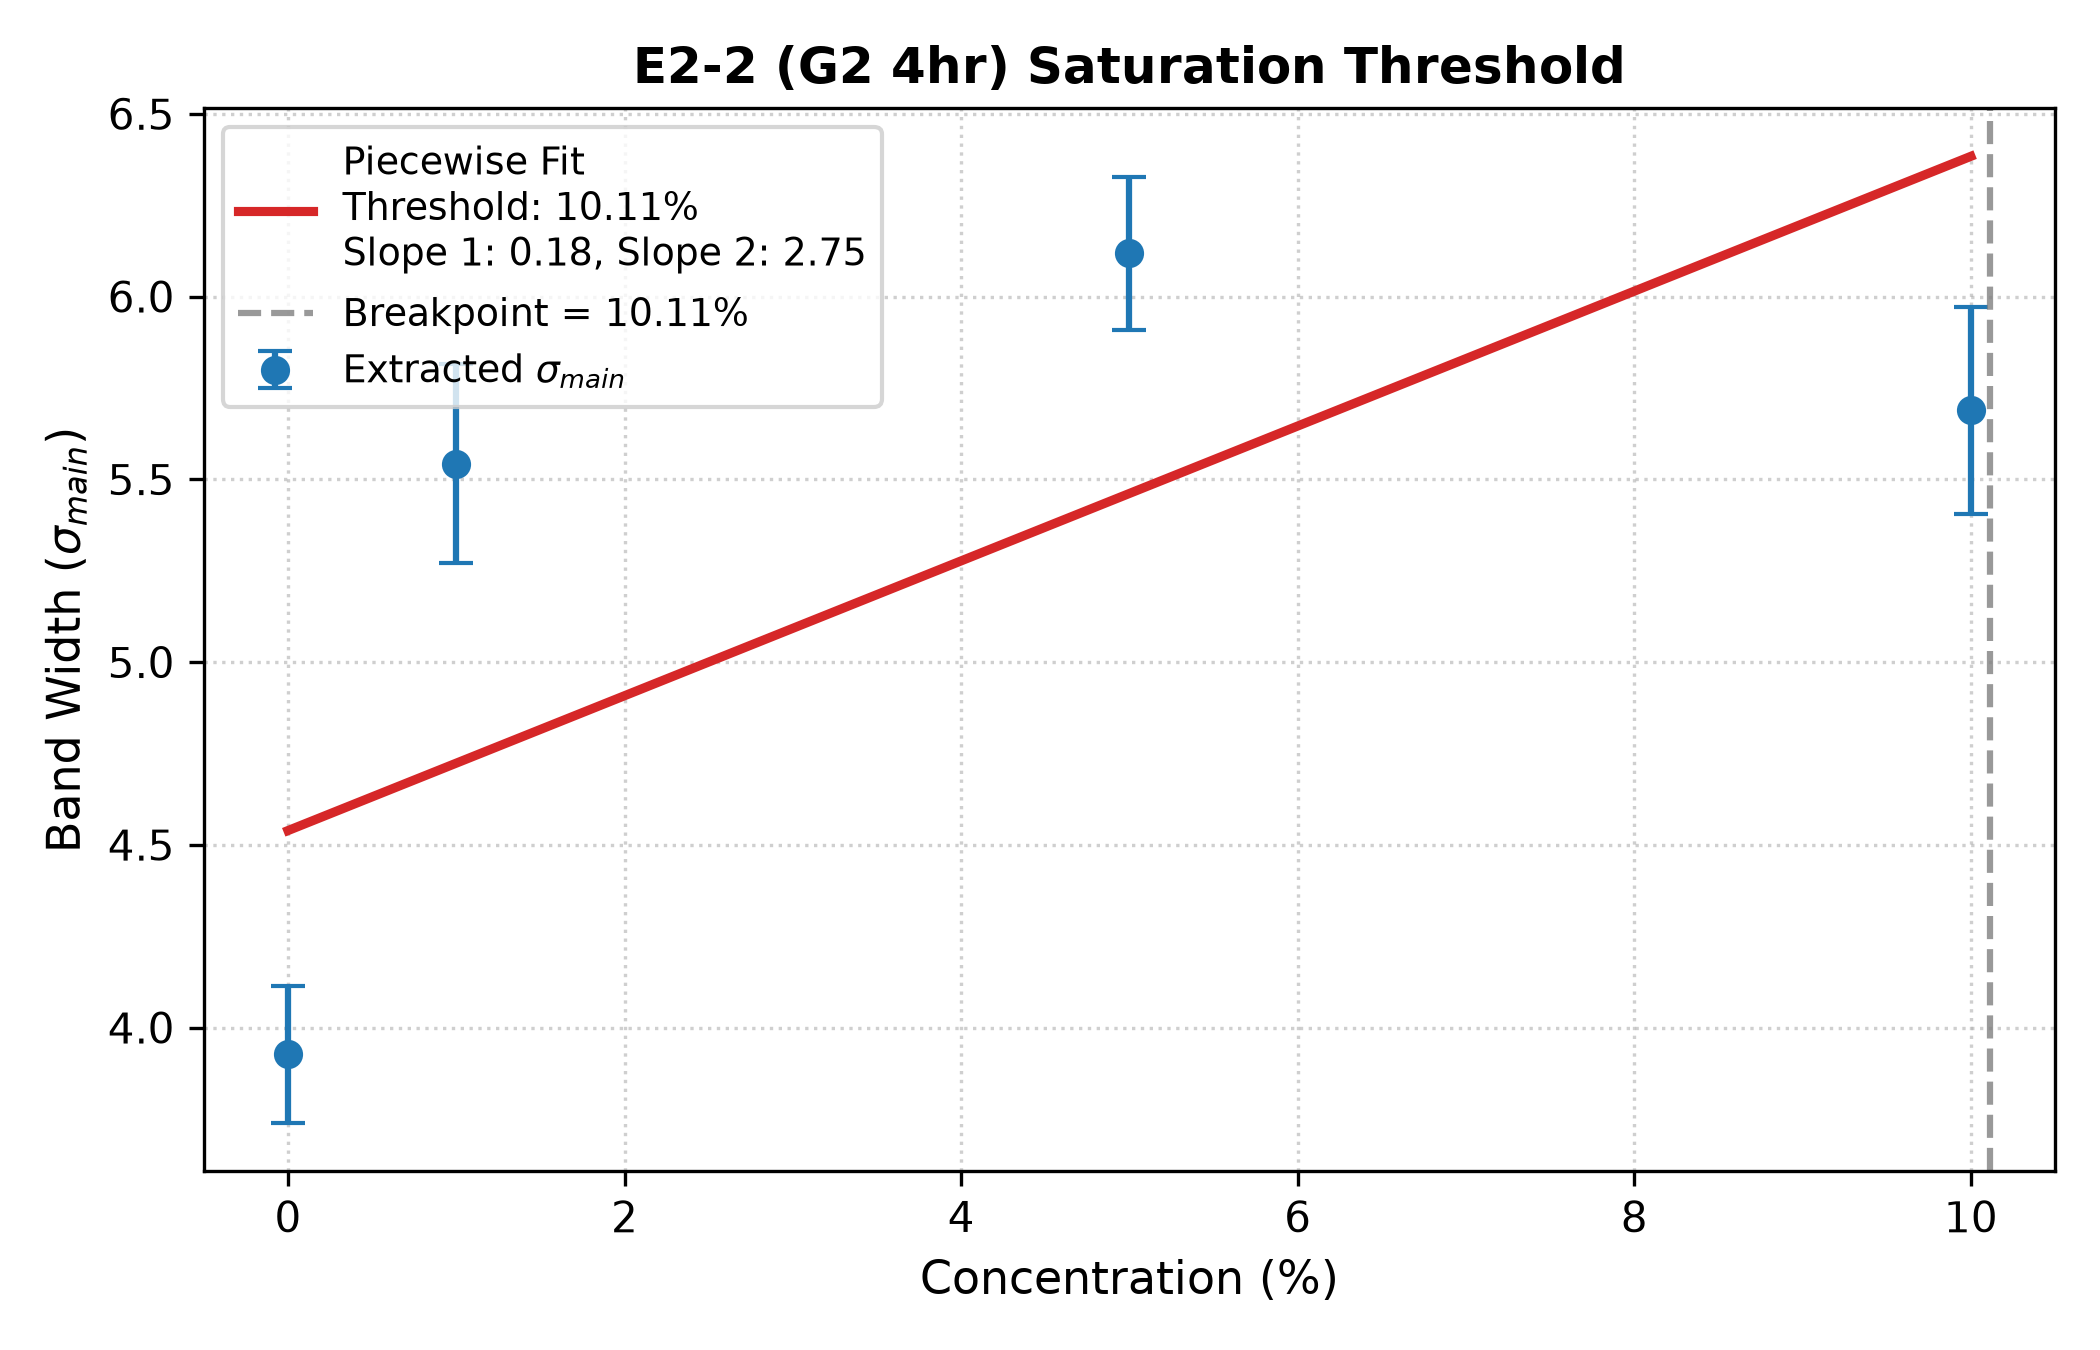 E2-2 (G2 4hr) Saturation Threshold
6.5
6.0
5.5
5.0
4.5
4.0
Band Width (σmain)
Piecewise Fit
Threshold: 10.11%
Slope 1: 0.18, Slope 2: 2.75
Breakpoint = 10.11%
Extracted σmain
0 2 4 6 8 10
Concentration (%)